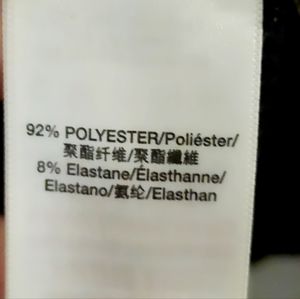 92% POLYESTER/Poliéster/
聚酯纤维/聚酯纖維
8% Elastane/Élasthanne/
Elastano/氨纶/Elasthan